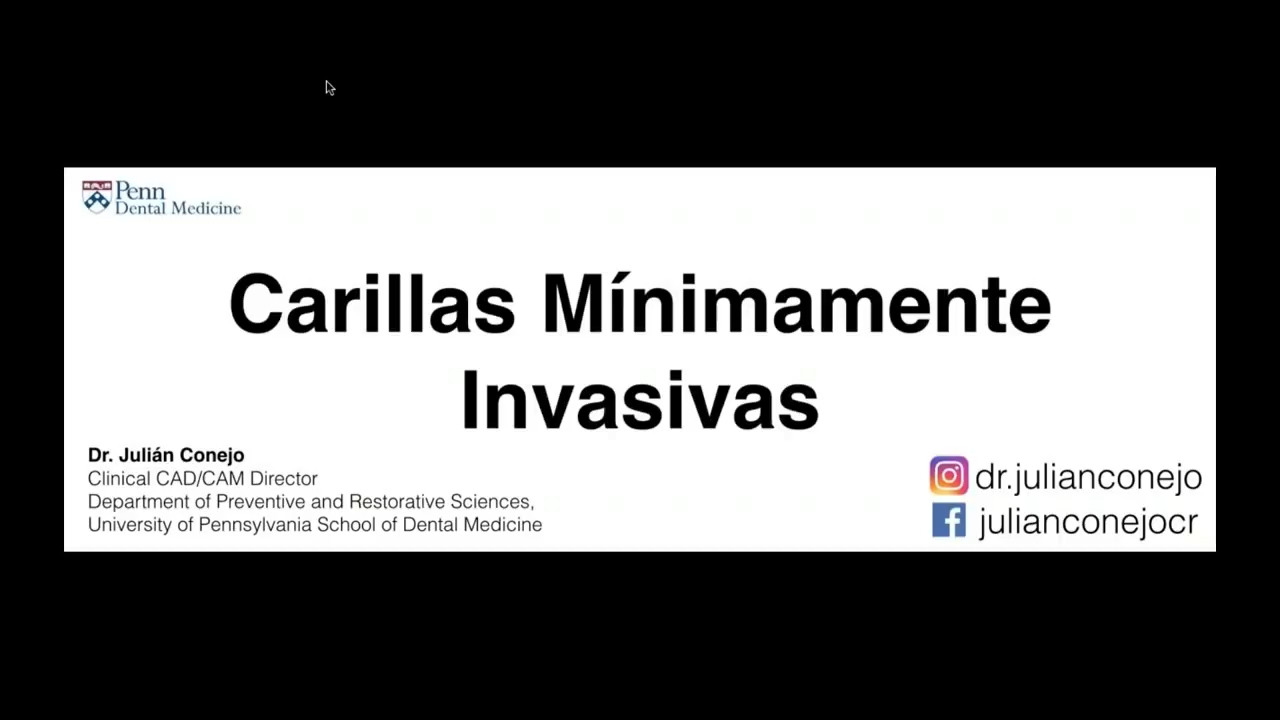 Penn
Dental Medicine
Carillas Mínimamente
Invasivas
Dr. Julián Conejo
Clinical CAD/CAM Director
Department of Preventive and Restorative Sciences,
University of Pennsylvania School of Dental Medicine
dr.julianconejo
julianconejocr